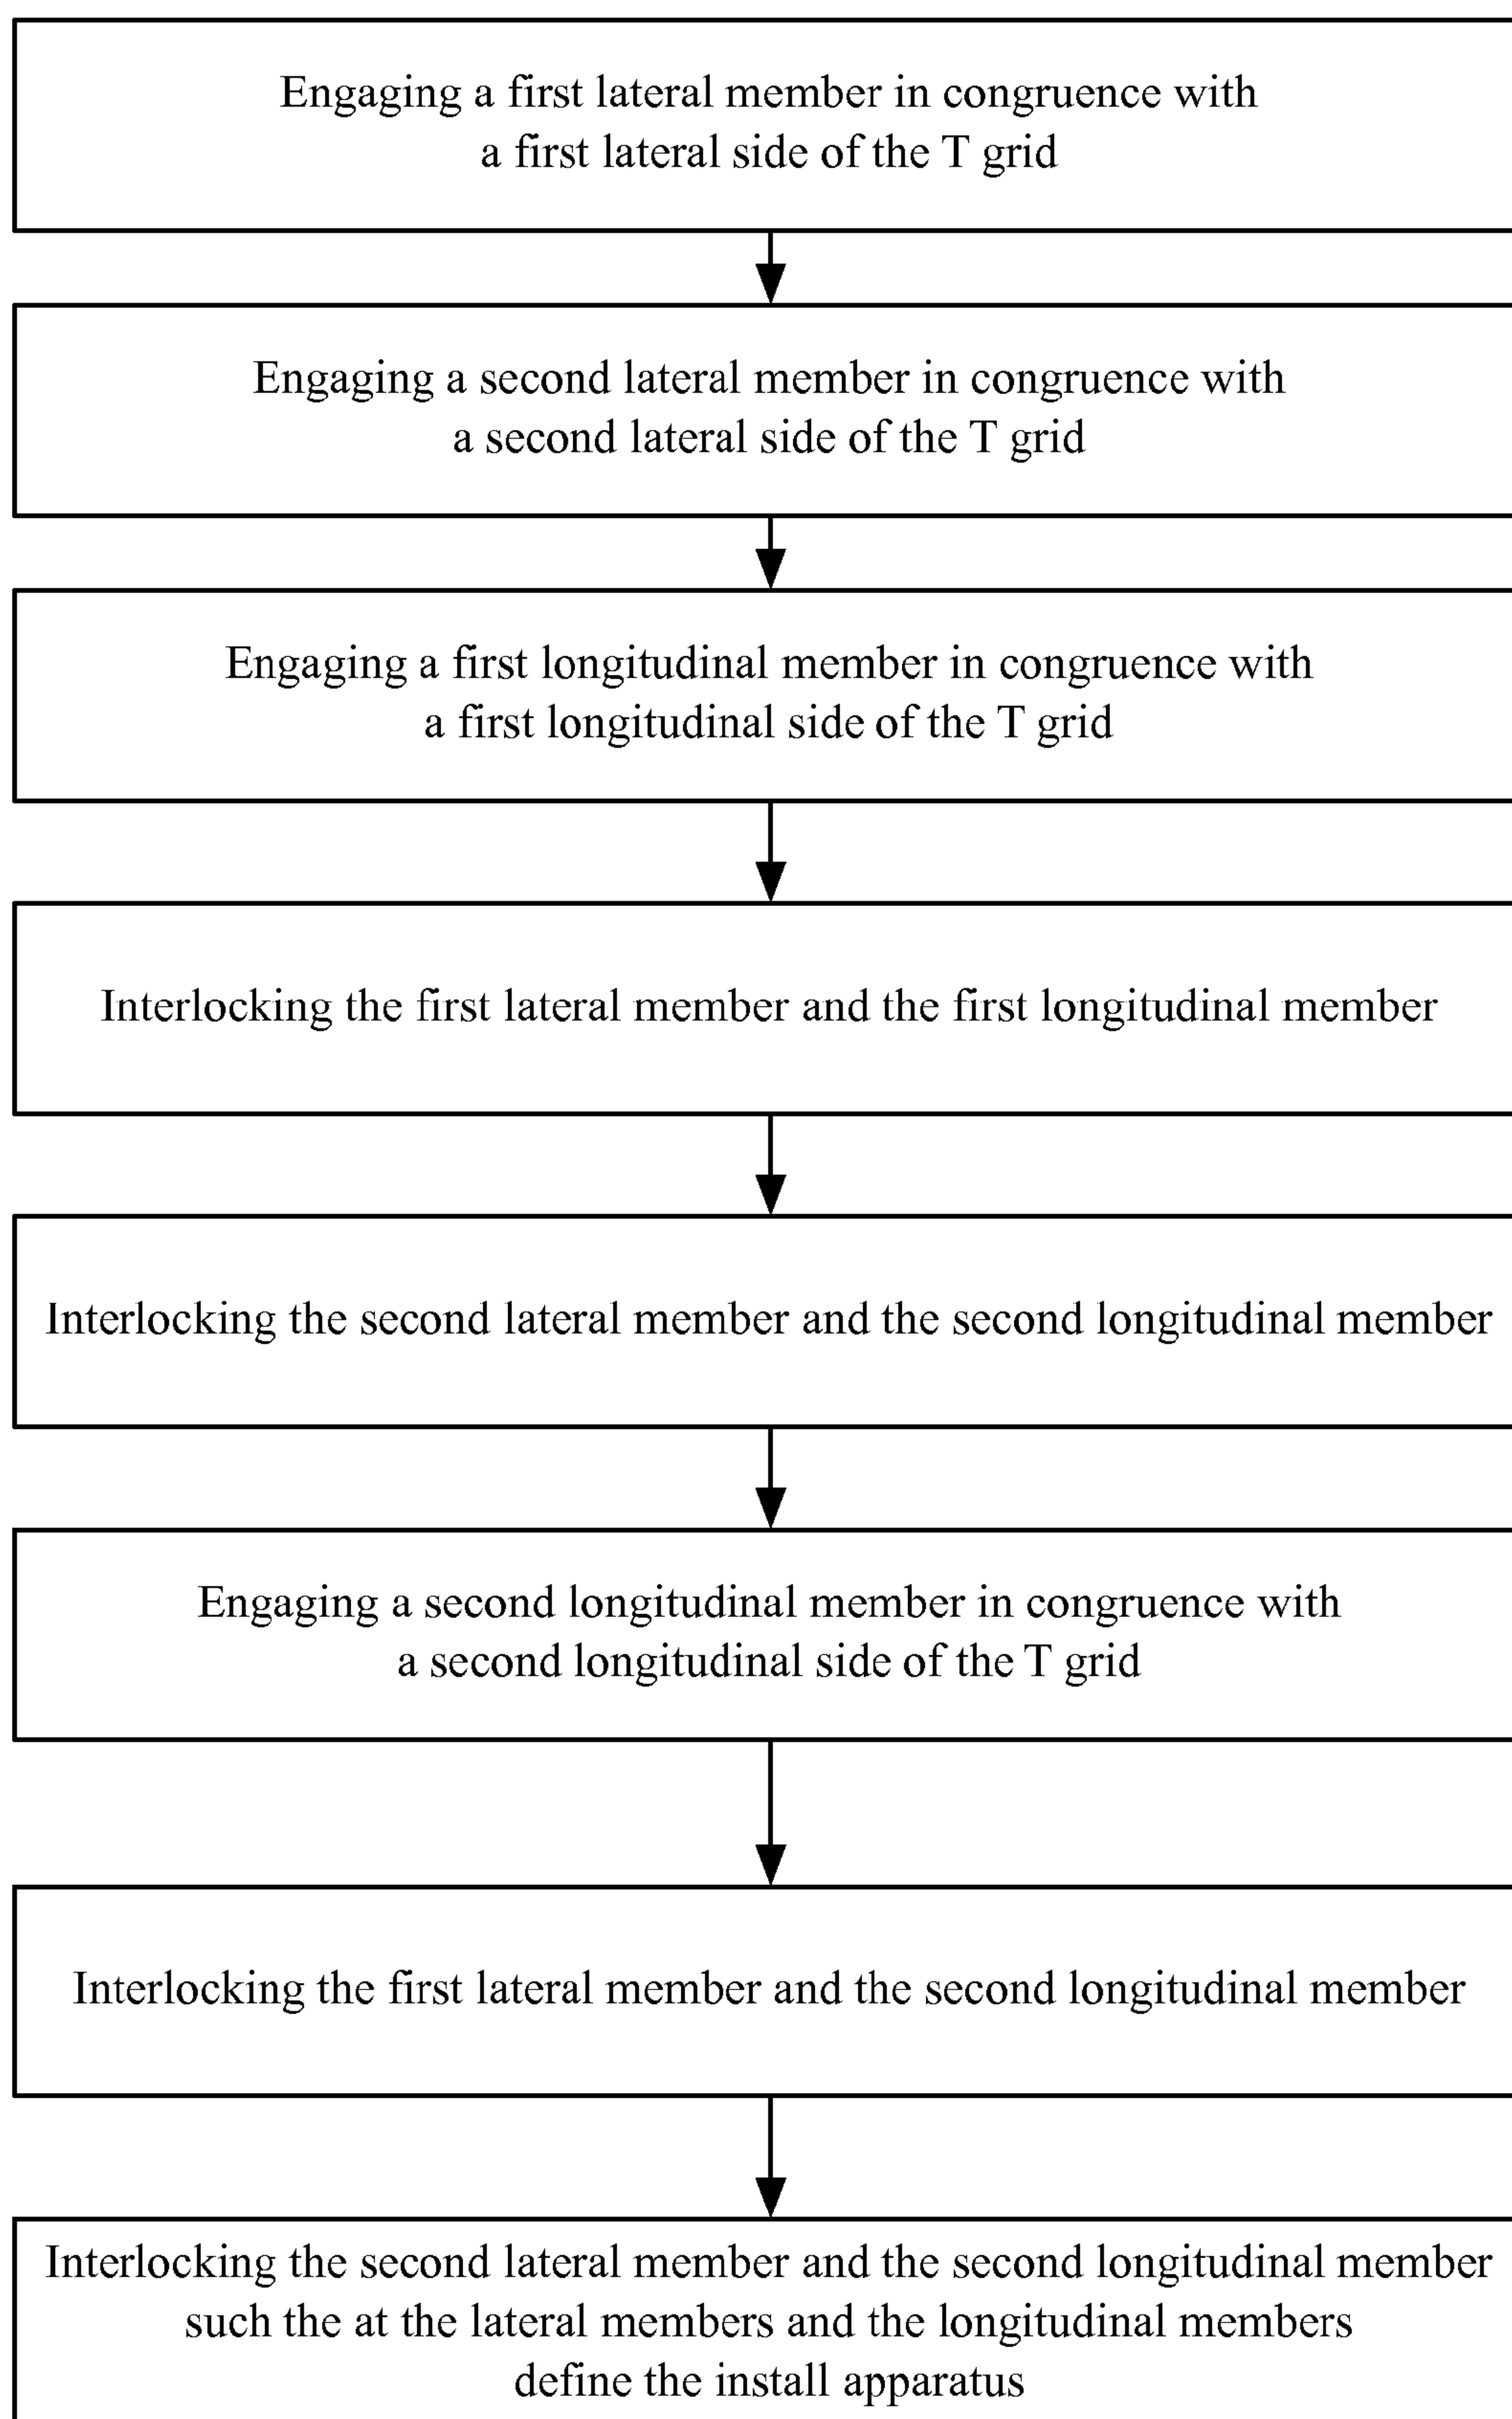 Engaging a first lateral member in congruence with
a first lateral side of the T grid
Engaging a second lateral member in congruence with
a second lateral side of the T grid
Engaging a first longitudinal member in congruence with
a first longitudinal side of the T grid
Interlocking the first lateral member and the first longitudinal member
Interlocking the second lateral member and the second longitudinal member
Engaging a second longitudinal member in congruence with
a second longitudinal side of the T grid
Interlocking the first lateral member and the second longitudinal member
Interlocking the second lateral member and the second longitudinal member
such the at the lateral members and the longitudinal members
define the install apparatus